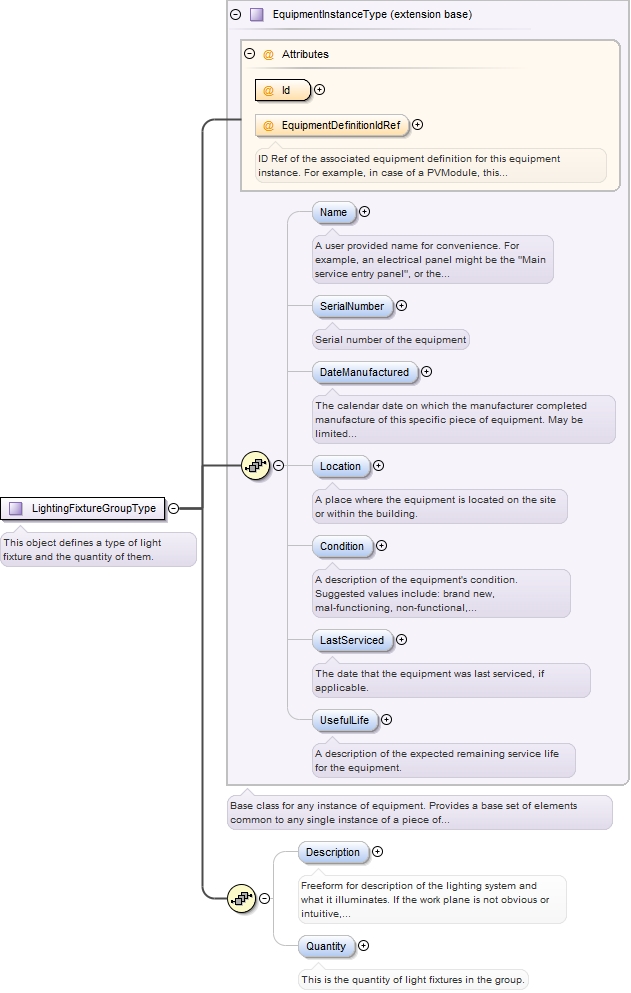 EquipmentInstanceType (extension base)
@ Attributes
@ Id
@ EquipmentDefinitionIdRef
ID Ref of the associated equipment definition for this equipment
instance. For example, in case of a PVModule, this...
Name
A user provided name for convenience. For
example, an electrical panel might be the "Main
service entry panel", or the...
SerialNumber
Serial number of the equipment
DateManufactured
The calendar date on which the manufacturer completed
manufacture of this specific piece of equipment. May be
limited...
Location
A place where the equipment is located on the site
or within the building.
LightingFixtureGroupType
This object defines a type of light
fixture and the quantity of them.
Condition
A description of the equipment's condition.
Suggested values include: brand new,
mal-functioning, non-functional,...
LastServiced
The date that the equipment was last serviced, if
applicable.
UsefulLife
A description of the expected remaining service life
for the equipment.
Base class for any instance of equipment. Provides a base set of elements
common to any single instance of a piece of...
Description
Freeform for description of the lighting system and
what it illuminates. If the work plane is not obvious or
intuitive,...
Quantity
This is the quantity of light fixtures in the group.